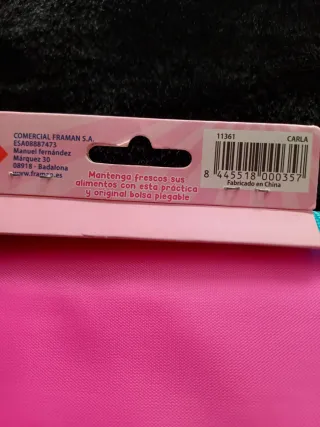 COMERCIAL FRAMAN S.A.
ESA08887473
Manuel fernández
Márquez 30
08918 - Badalona
www.framan.es
Mantenga frescos sus
alimentos con esta práctica
y original bolsa plegable
11361 CARLA
8 445518 000357
Fabricado en China